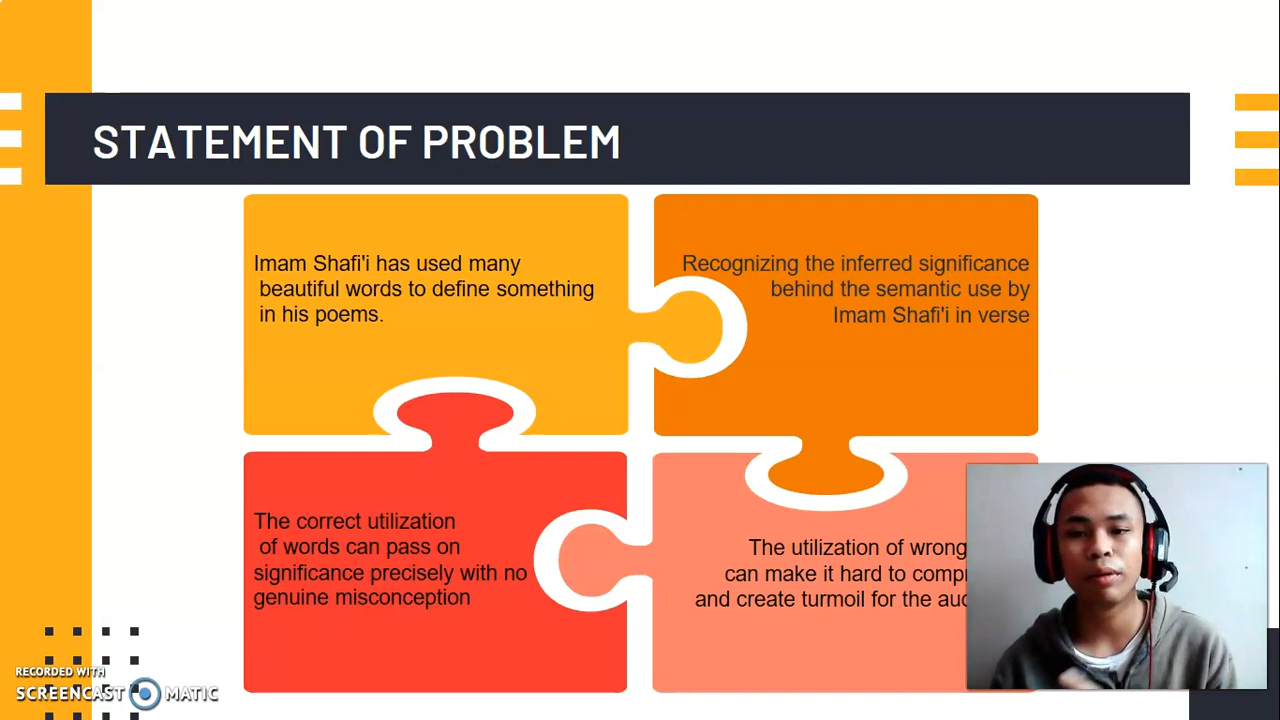 STATEMENT OF PROBLEM
Imam Shafi'i has used many
beautiful words to define something
in his poems.
Recognizing the inferred significance
behind the semantic use by
Imam Shafi'i in verse
The correct utilization
of words can pass on
significance precisely with no
genuine misconception
The utilization of wrong
can make it hard to
and create turmoil for the
RECORDED WITH
SCREENCAST MATIC